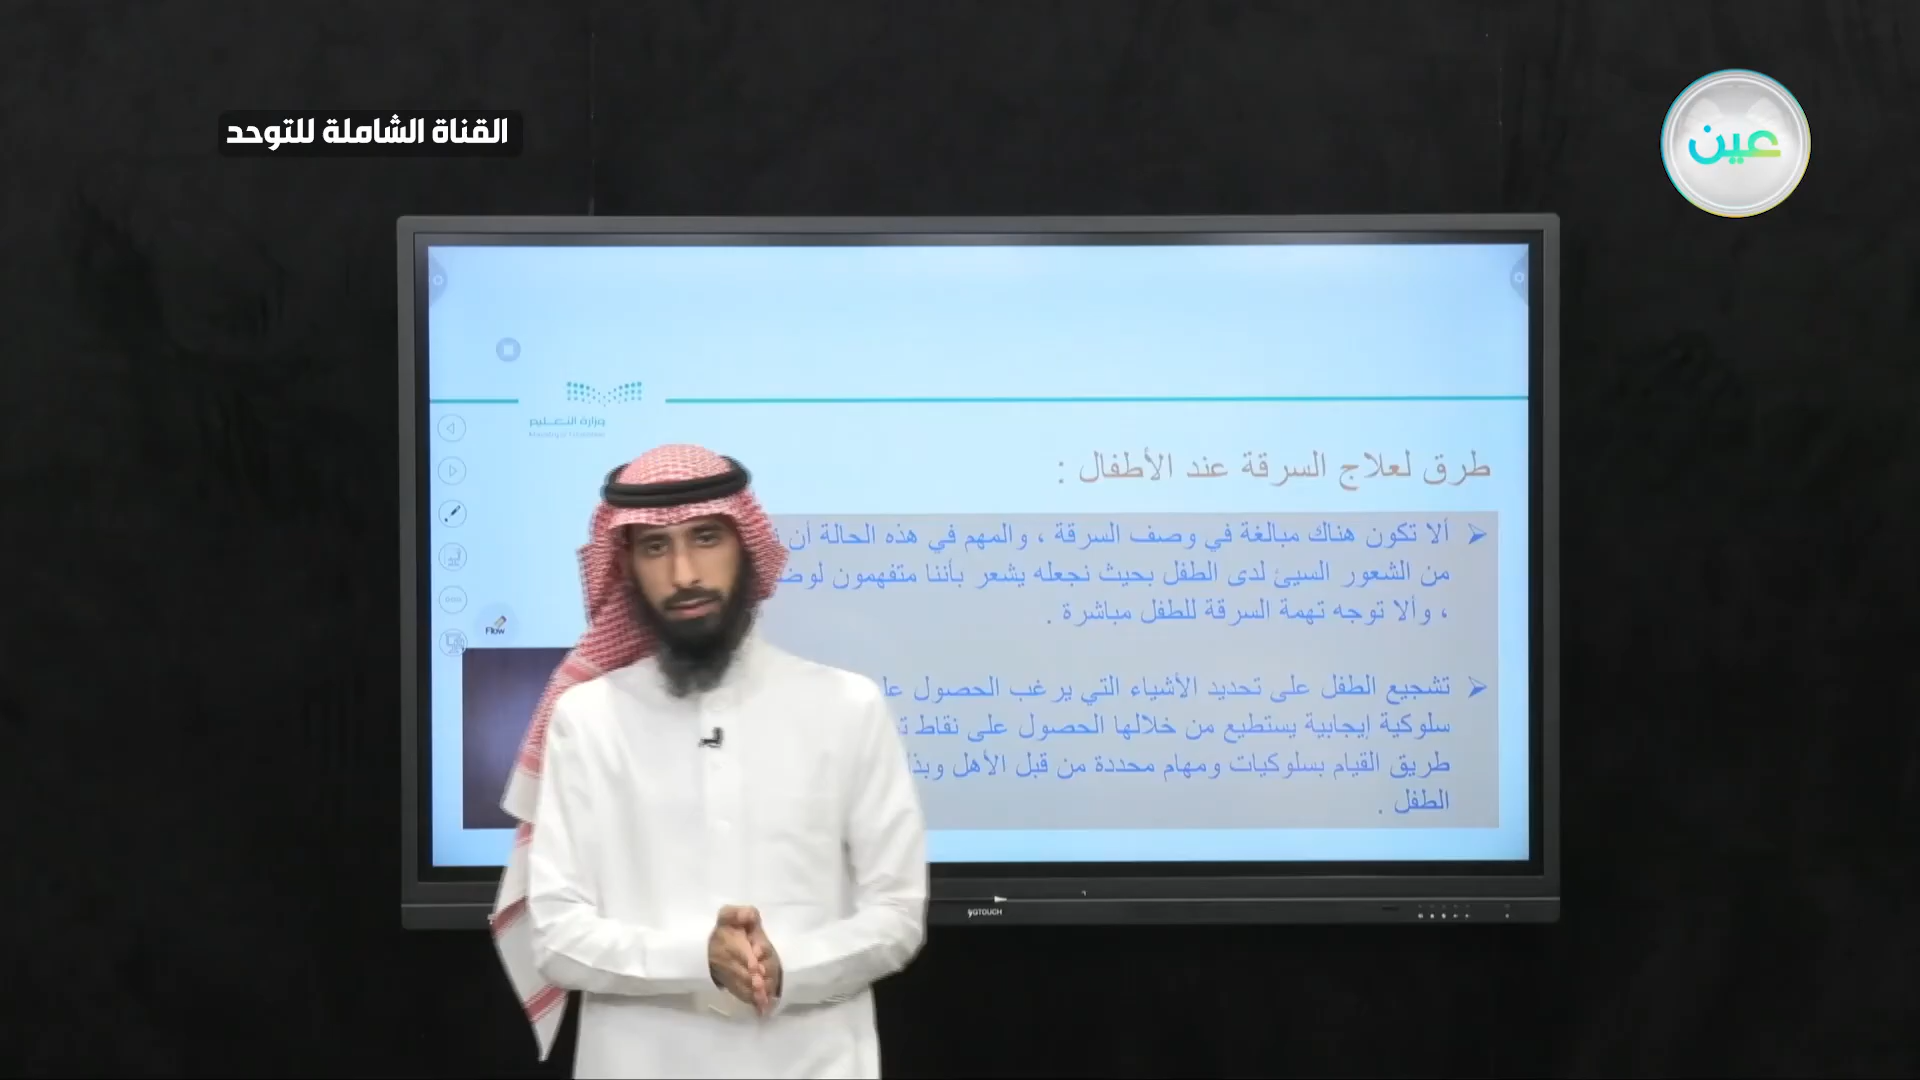 القناة الشاملة للتوحد
عين
وزارة التعليم
Ministry of Education
طرق لعلاج السرقة عند الأطفال :
ألا تكون هناك مبالغة في وصف السرقة ، والمهم في هذه الحالة أن
من الشعور السيئ لدى الطفل بحيث نجعله يشعر بأننا متفهمون
، وألا توجه تهمة السرقة للطفل مباشرة .
تشجيع الطفل على تحديد الأشياء التي يرغب الحصول
سلوكية إيجابية يستطيع من خلالها الحصول على نقاط
طريق القيام بسلوكيات ومهام محددة من قبل الأهل
الطفل .
Flow